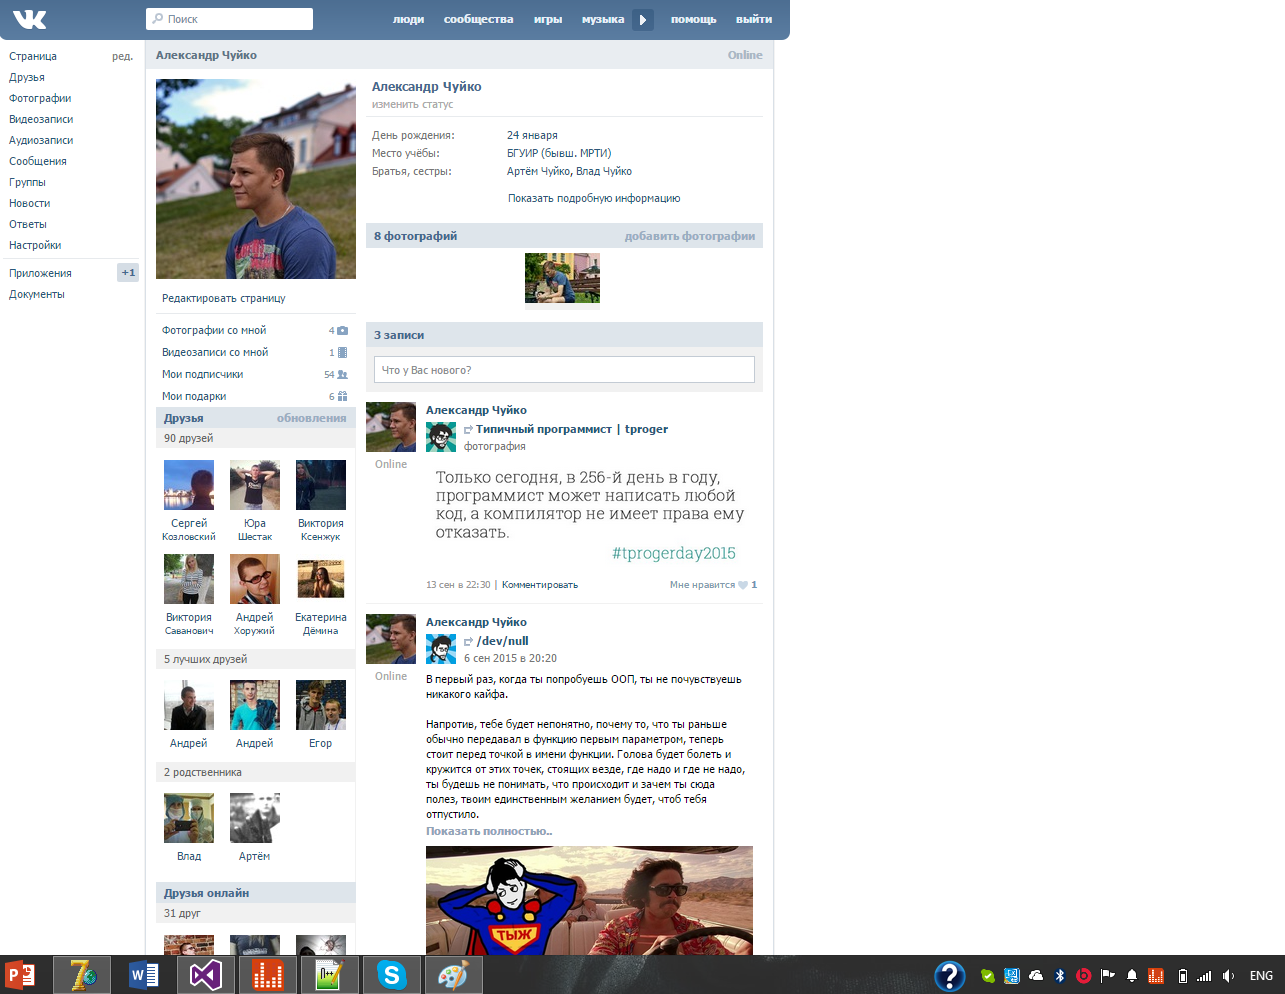 Поиск
люди сообщества игры музыка помощь выйти
Страница ред.
Друзья
Фотографии
Видеозаписи
Аудиозаписи
Сообщения
Группы
Новости
Ответы
Настройки
Приложения +1
Документы
Александр Чуйко Online
Редактировать страницу
Фотографии со мной 4
Видеозаписи со мной 1
Мои подписчики 54
Мои подарки 6
Друзья обновления
90 друзей
Сергей Козловский
Юра Шестак
Виктория Ксенжук
Виктория Саванович
Андрей Хоружий
Екатерина Дёмина
5 лучших друзей
Андрей Андрей Егор
2 родственника
Влад Артём
Друзья онлайн
31 друг
Александр Чуйко
изменить статус
День рождения: 24 января
Место учёбы: БГУИР (бывш. МРТИ)
Братья, сестры: Артём Чуйко, Влад Чуйко
Показать подробную информацию
8 фотографий добавить фотографии
3 записи
Что у Вас нового?
Александр Чуйко
Типичный программист | tproger
фотография
Online
Только сегодня, в 256-й день в году,
программист может написать любой
код, а компилятор не имеет права ему
отказать.
#tprogerday2015
13 сен в 22:30 | Комментировать Мне нравится 1
Александр Чуйко
/dev/null
6 сен 2015 в 20:20
Online
В первый раз, когда ты попробуешь ООП, ты не почувствуешь
никакого кайфа.
Напротив, тебе будет непонятно, почему то, что ты раньше
обычно передавал в функцию первым параметром, теперь
стоит перед точкой в имени функции. Голова будет болеть и
кружится от этих точек, стоящих везде, где надо и где не надо,
ты будешь не понимать, что происходит и зачем ты сюда
полез, твоим единственным желанием будет, чтоб тебя
отпустило.
Показать полностью..
ТЫЖ
ENG